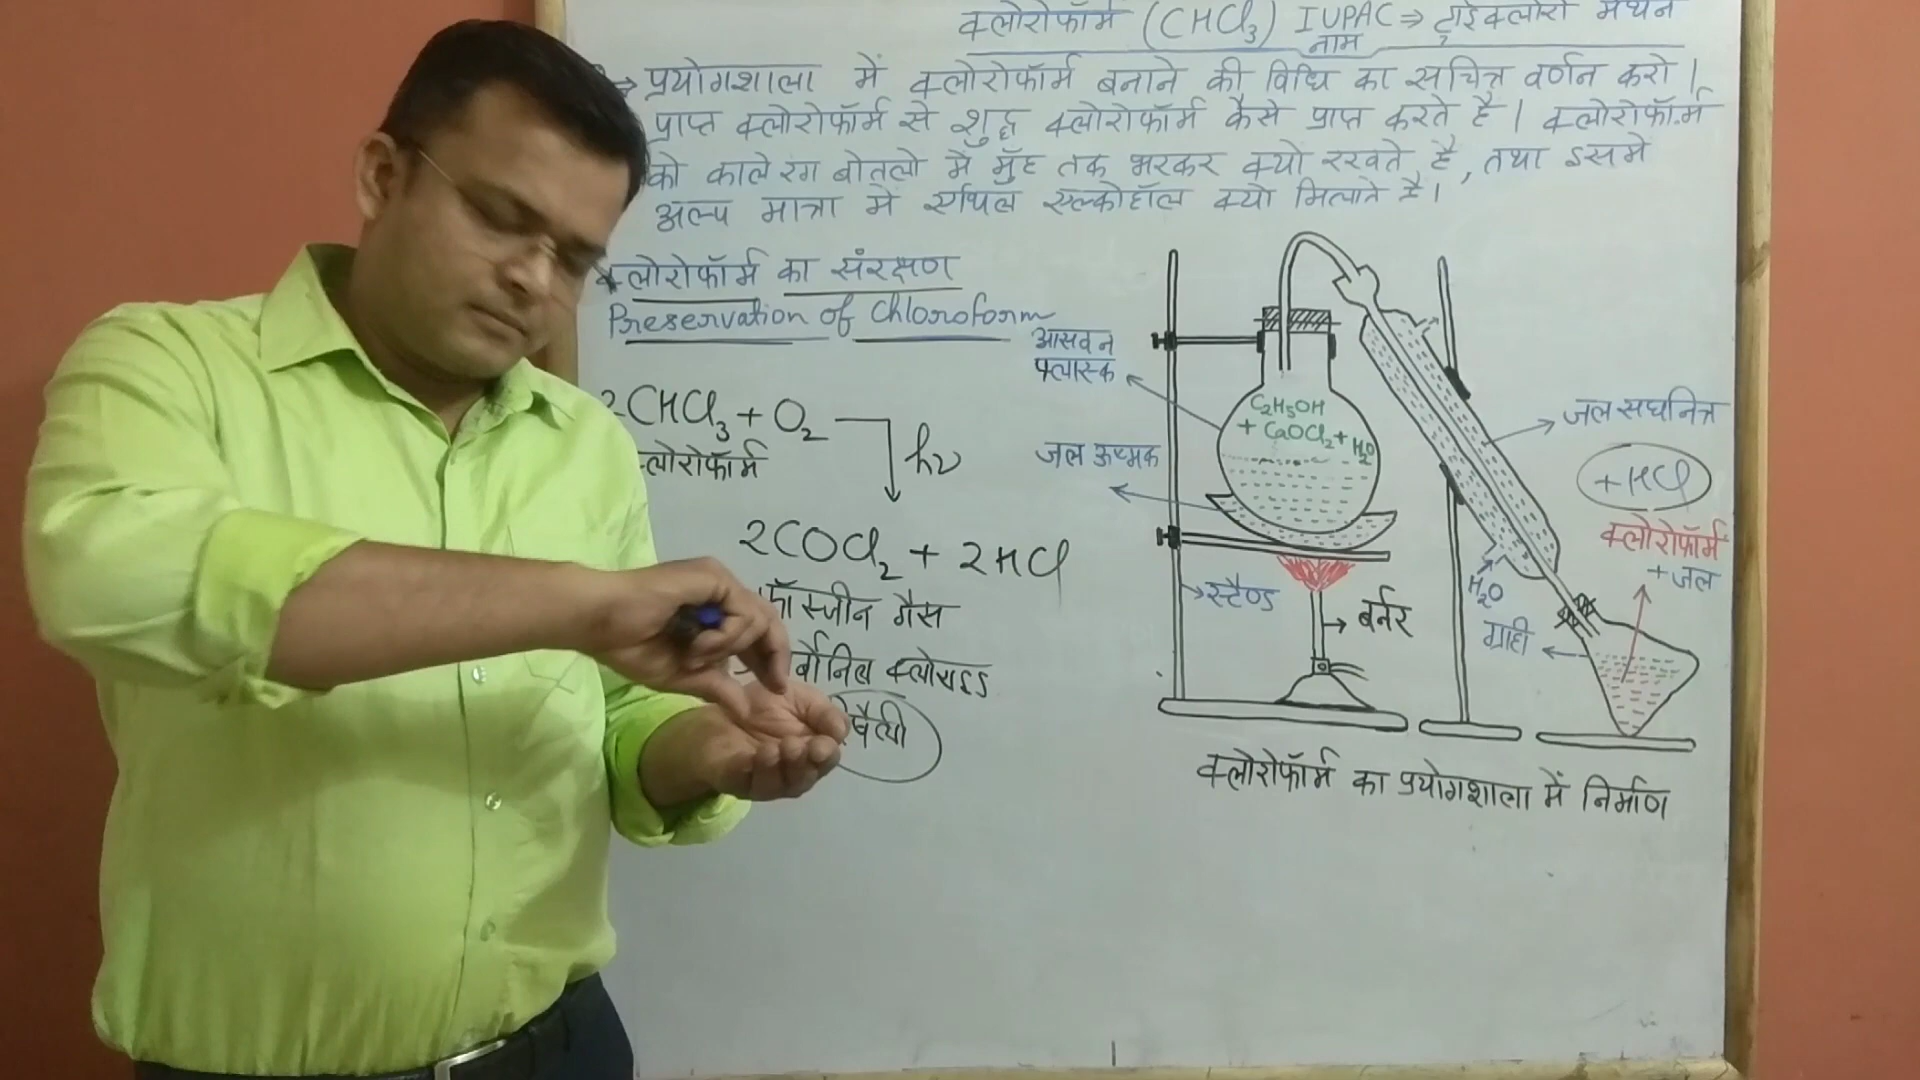 क्लोरोफॉर्म (CHCl₃) IUPAC ⇒ ट्राईक्लोरो मेथेन
नाम
→ प्रयोगशाला में क्लोरोफॉर्म बनाने की विधि का सचित्र वर्णन करो ।
प्राप्त क्लोरोफॉर्म से शुद्ध क्लोरोफॉर्म कैसे प्राप्त करते है । क्लोरोफॉर्म
को काले रंग बोतलो में मुँह तक भरकर क्यो रखते है , तथा इसमे
अल्प मात्रा मे एथिल एल्कोहॉल क्यो मिलाते है ।
क्लोरोफॉर्म का संरक्षण
Preservation of Chloroform
2CHCl₃ + O₂
hν
क्लोरोफॉर्म
2COCl₂ + 2HCl
फॉस्जीन गैस
क्लोराइड
आसवन
फ्लास्क
C₂H₅OH
+ CaOCl₂ + H₂O
जल ऊष्मक
जल संघनित्र
+ HCl
क्लोरोफॉर्म
+ जल
H₂O
→ स्टैण्ड
→ बर्नर
ग्राही
क्लोरोफॉर्म का प्रयोगशाला में निर्माण